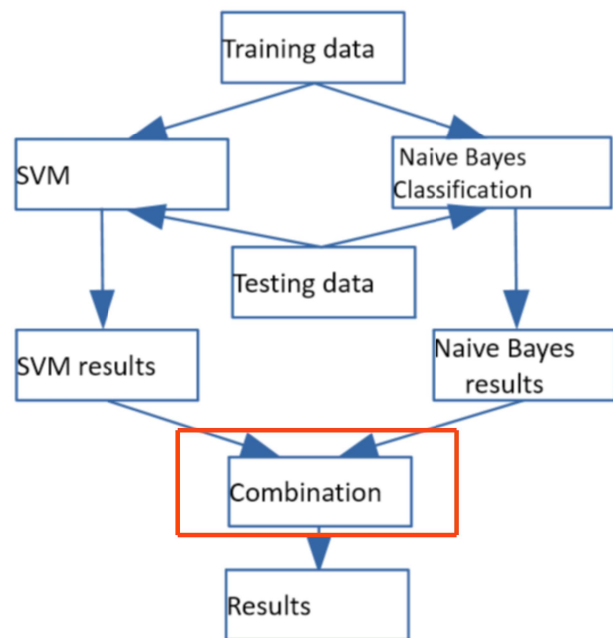 Training data
SVM
Naive Bayes
Classification
Testing data
SVM results
Naive Bayes
results
Combination
Results